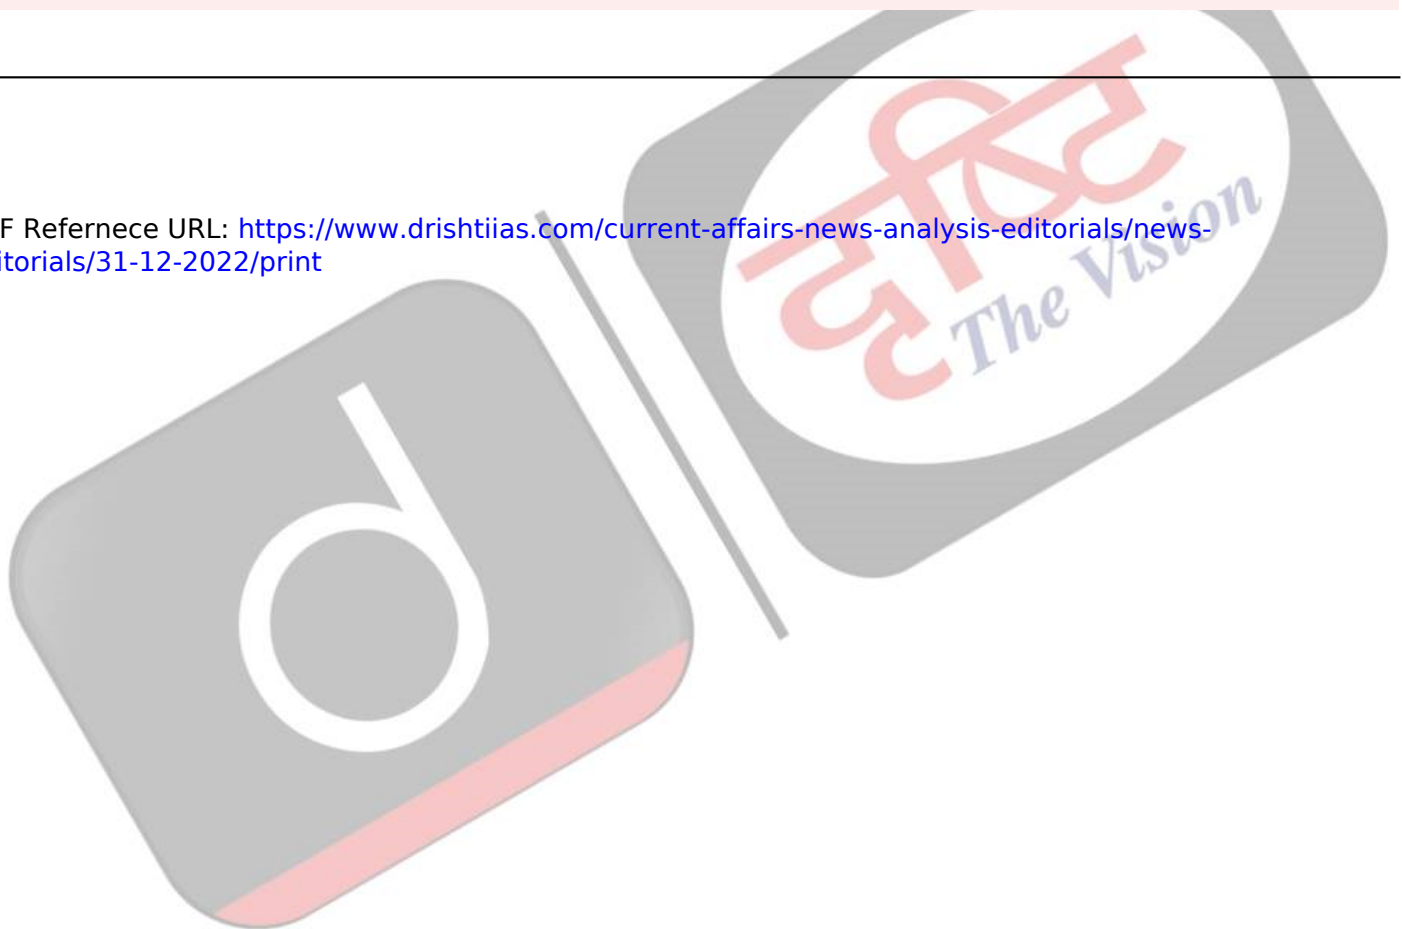 F Refernece URL: https://www.drishtiias.com/current-affairs-news-analysis-editorials/news-
itorials/31-12-2022/print
दृष्टि
The Vision
d